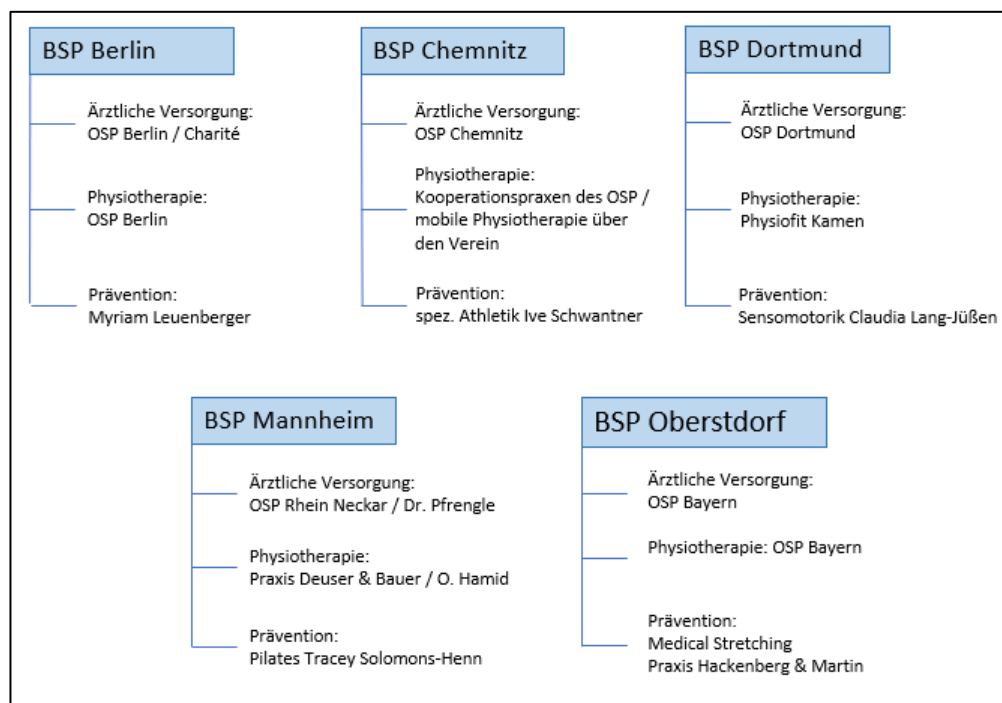 BSP Berlin
Ärztliche Versorgung:
OSP Berlin / Charité
Physiotherapie:
OSP Berlin
Prävention:
Myriam Leuenberger
BSP Chemnitz
Ärztliche Versorgung:
OSP Chemnitz
Physiotherapie:
Kooperationspraxen des OSP /
mobile Physiotherapie über
den Verein
Prävention:
spez. Athletik Ive Schwantner
BSP Dortmund
Ärztliche Versorgung:
OSP Dortmund
Physiotherapie:
Physiofit Kamen
Prävention:
Sensomotorik Claudia Lang-Jüßen
BSP Mannheim
Ärztliche Versorgung:
OSP Rhein Neckar / Dr. Pfrengle
Physiotherapie:
Praxis Deuser & Bauer / O. Hamid
Prävention:
Pilates Tracey Solomons-Henn
BSP Oberstdorf
Ärztliche Versorgung:
OSP Bayern
Physiotherapie: OSP Bayern
Prävention:
Medical Stretching
Praxis Hackenberg & Martin